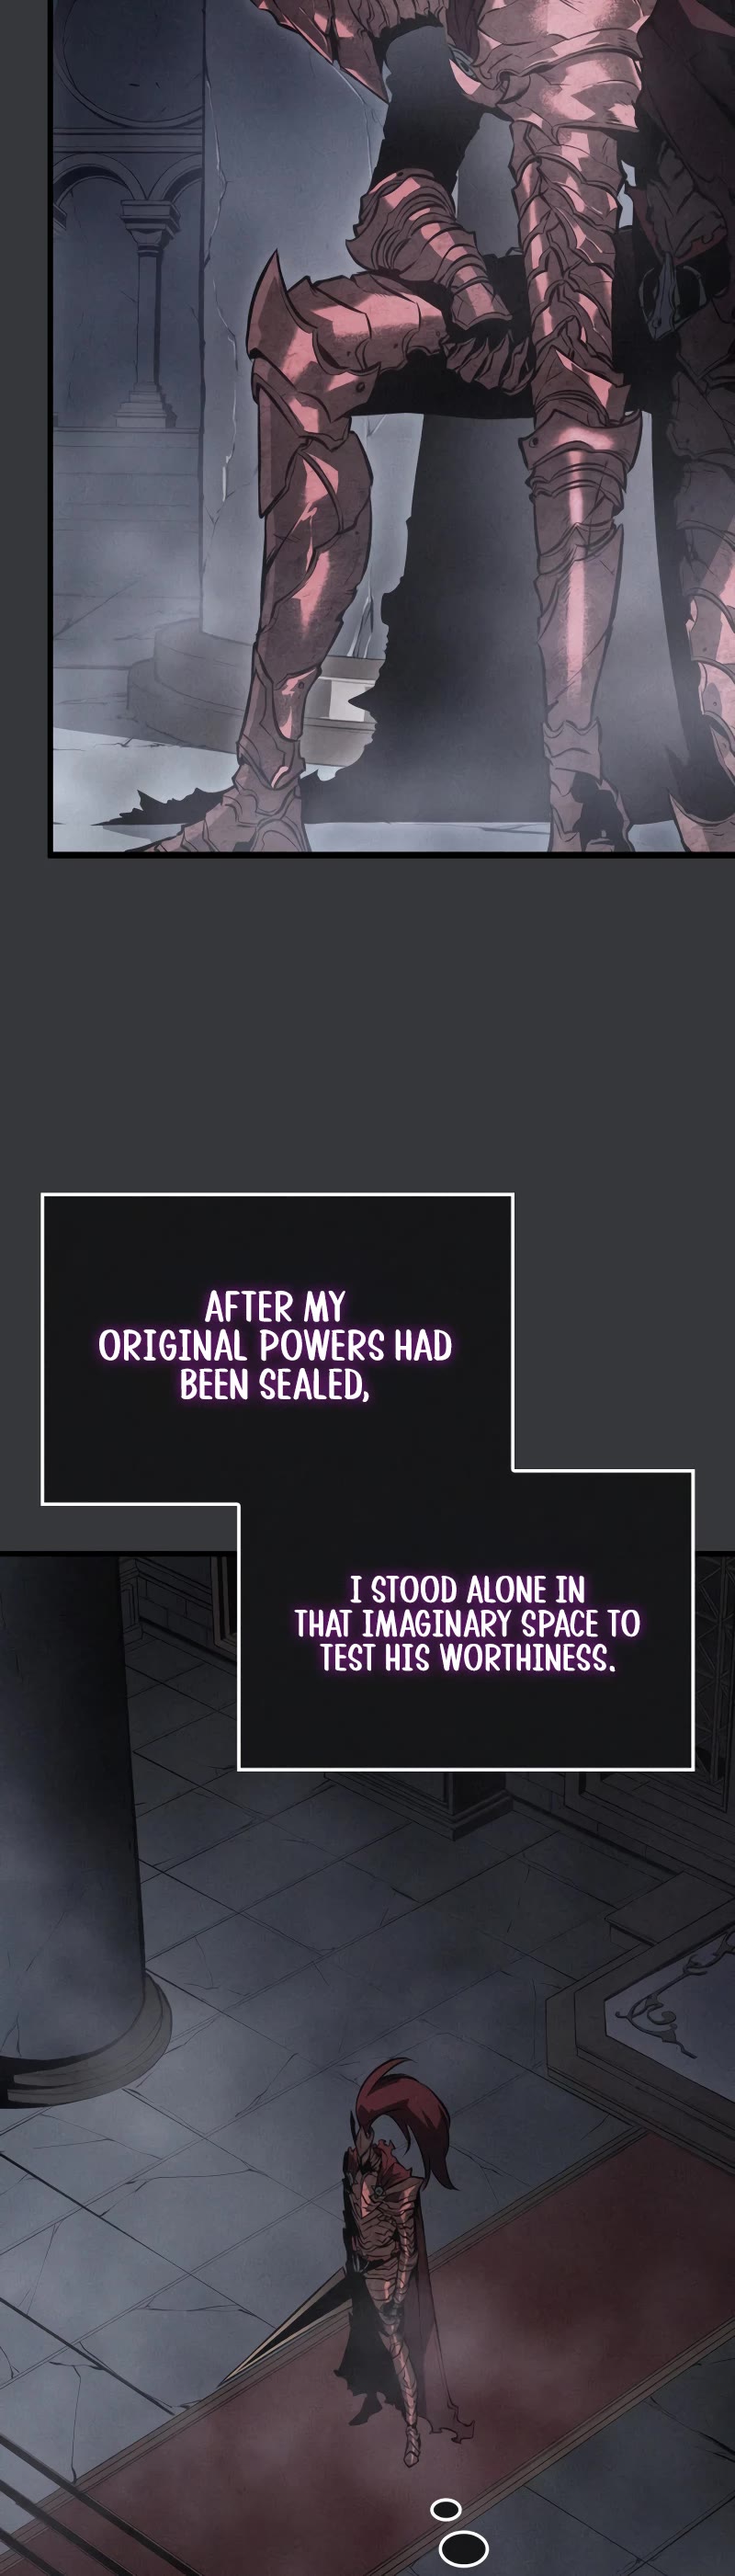 AFTER MY
ORIGINAL POWERS HAD
BEEN SEALED,
I STOOD ALONE IN
THAT IMAGINARY SPACE TO
TEST HIS WORTHINESS.